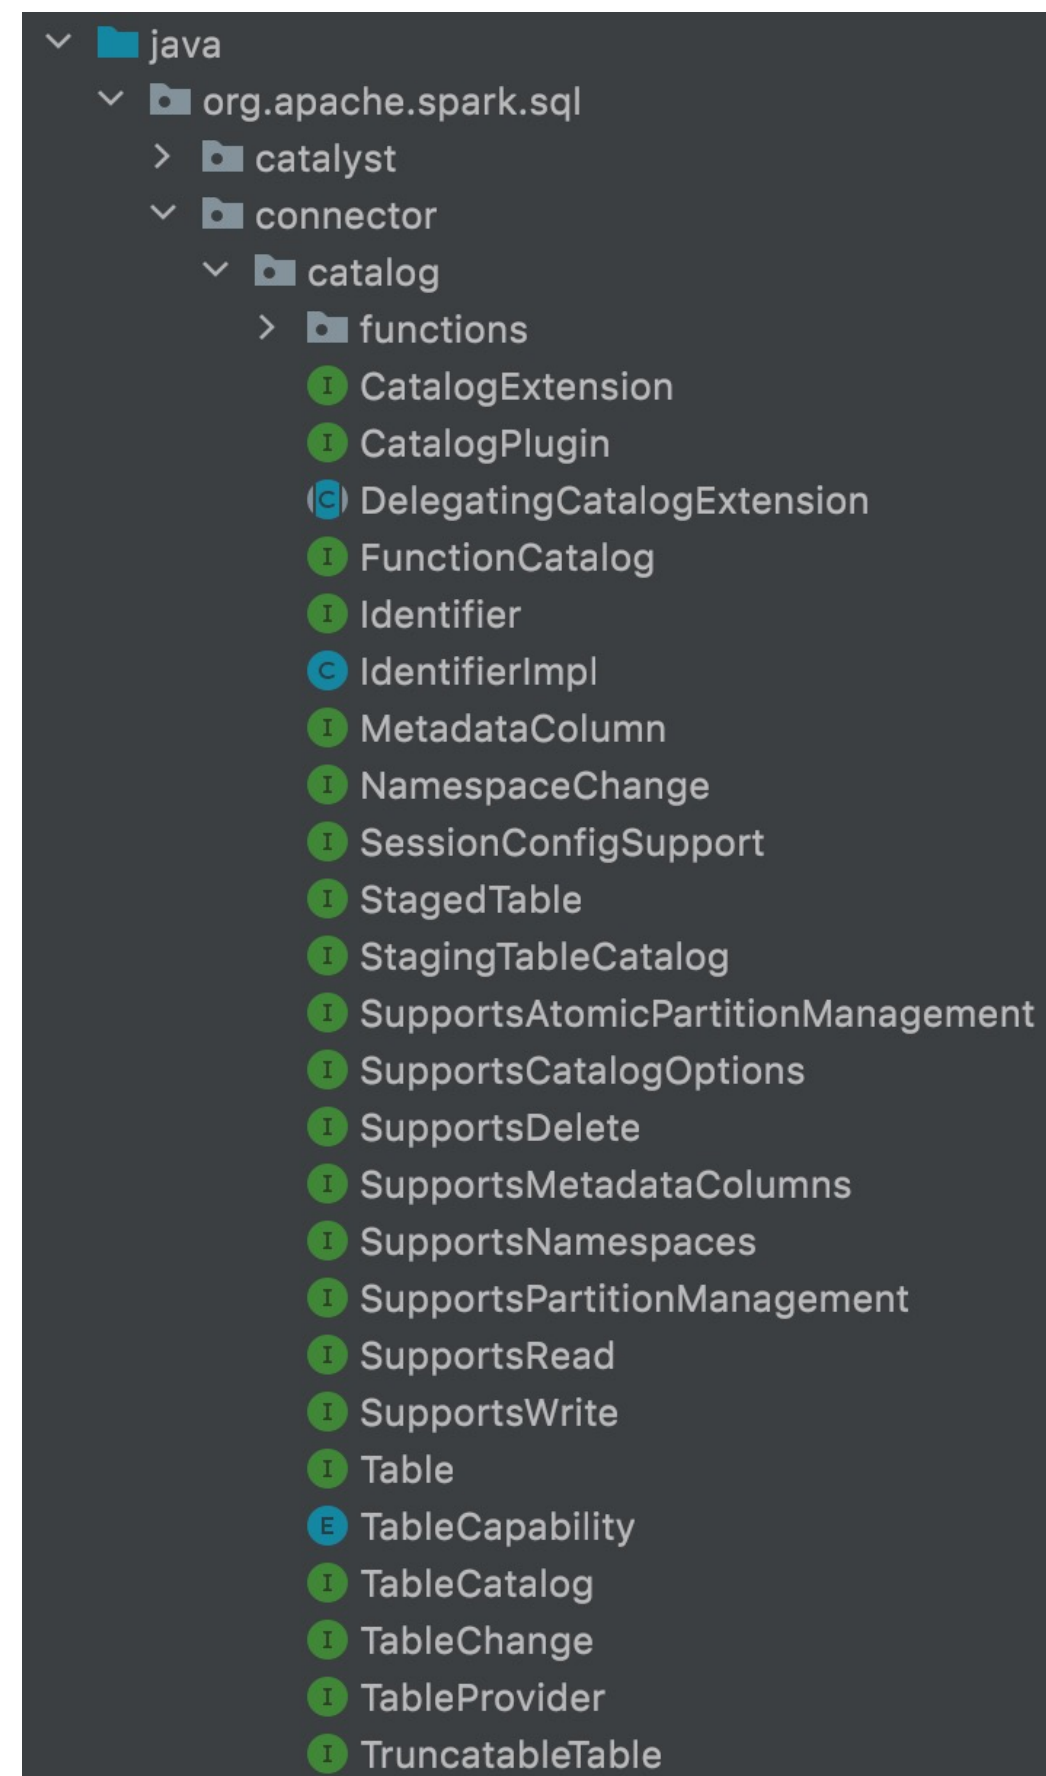 java
org.apache.spark.sql
catalyst
connector
catalog
functions
I CatalogExtension
I CatalogPlugin
C DelegatingCatalogExtension
I FunctionCatalog
I Identifier
C IdentifierImpl
I MetadataColumn
I NamespaceChange
I SessionConfigSupport
I StagedTable
I StagingTableCatalog
I SupportsAtomicPartitionManagement
I SupportsCatalogOptions
I SupportsDelete
I SupportsMetadataColumns
I SupportsNamespaces
I SupportsPartitionManagement
I SupportsRead
I SupportsWrite
I Table
E TableCapability
I TableCatalog
I TableChange
I TableProvider
I TruncatableTable